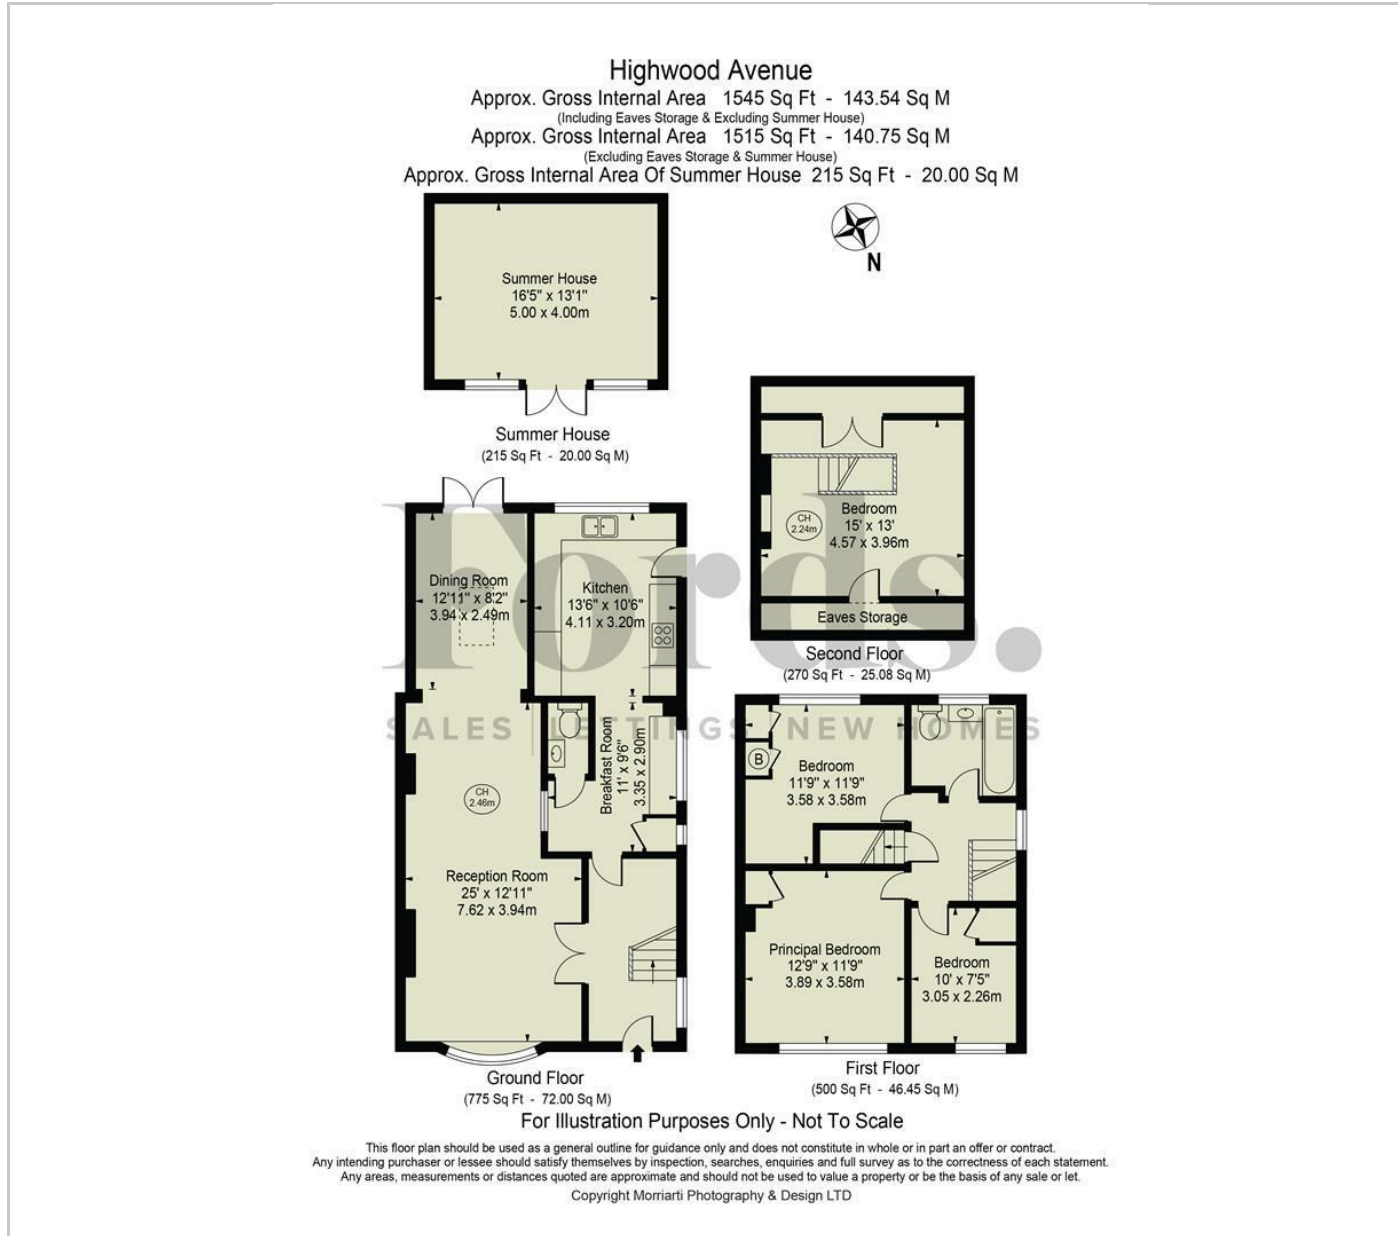 Highwood Avenue
Approx. Gross Internal Area 1545 Sq Ft - 143.54 Sq M
(Including Eaves Storage & Excluding Summer House)
Approx. Gross Internal Area 1515 Sq Ft - 140.75 Sq M
(Excluding Eaves Storage & Summer House)
Approx. Gross Internal Area Of Summer House 215 Sq Ft - 20.00 Sq M
N
Summer House
16'5" x 13'1"
5.00 x 4.00m
Summer House
(215 Sq Ft - 20.00 Sq M)
CH
2.24m
Bedroom
15' x 13'
4.57 x 3.96m
Eaves Storage
Second Floor
(270 Sq Ft - 25.08 Sq M)
Fords.
SALES LETTINGS NEW HOMES
Dining Room
12'11" x 8'2"
3.94 x 2.49m
Kitchen
13'6" x 10'6"
4.11 x 3.20m
Breakfast Room
11' x 9'6"
3.35 x 2.90m
CH
2.46m
Reception Room
25' x 12'11"
7.62 x 3.94m
Ground Floor
(775 Sq Ft - 72.00 Sq M)
B
Bedroom
11'9" x 11'9"
3.58 x 3.58m
Principal Bedroom
12'9" x 11'9"
3.89 x 3.58m
Bedroom
10' x 7'5"
3.05 x 2.26m
First Floor
(500 Sq Ft - 46.45 Sq M)
For Illustration Purposes Only - Not To Scale
This floor plan should be used as a general outline for guidance only and does not constitute in whole or in part an offer or contract.
Any intending purchaser or lessee should satisfy themselves by inspection, searches, enquiries and full survey as to the correctness of each statement.
Any areas, measurements or distances quoted are approximate and should not be used to value a property or be the basis of any sale or let.
Copyright Morriarti Photography & Design LTD